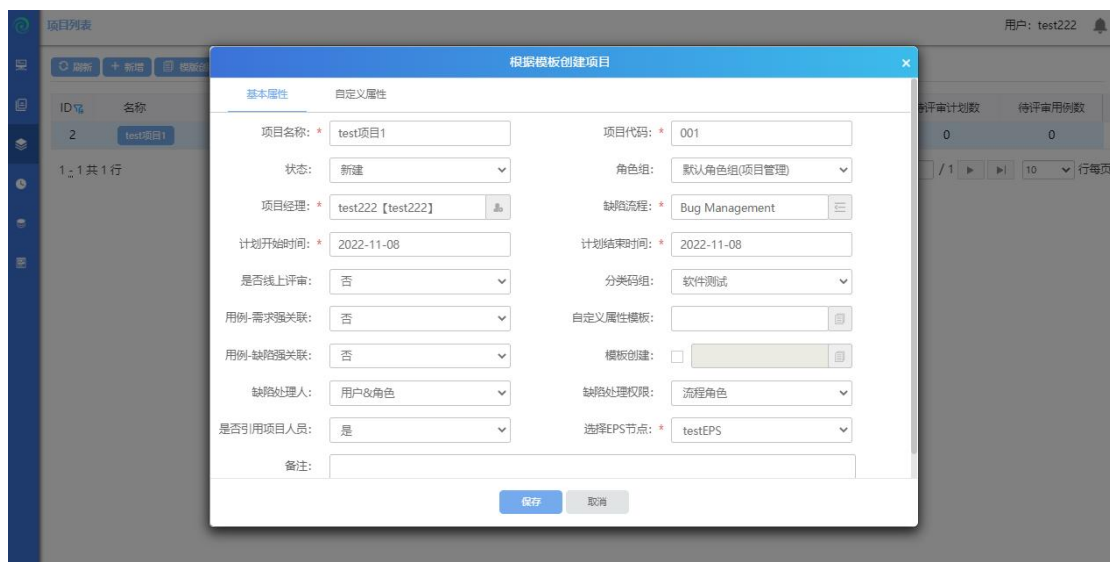 项目列表
用户: test222
刷新 + 新增 模版创
根据模板创建项目 ×
基本属性 自定义属性
ID 名称 待评审计划数 待评审用例数
2 test项目1 0 0
1 - 1 共 1 行 / 1 10 行每页
项目名称: * test项目1 项目代码: * 001
状态: 新建 角色组: 默认角色组(项目管理)
项目经理: * test222【test222】 缺陷流程: * Bug Management
计划开始时间: * 2022-11-08 计划结束时间: * 2022-11-08
是否线上评审: 否 分类码组: 软件测试
用例-需求强关联: 否 自定义属性模板:
用例-缺陷强关联: 否 模板创建:
缺陷处理人: 用户&角色 缺陷处理权限: 流程角色
是否引用项目人员: 是 选择EPS节点: * testEPS
备注:
保存 取消